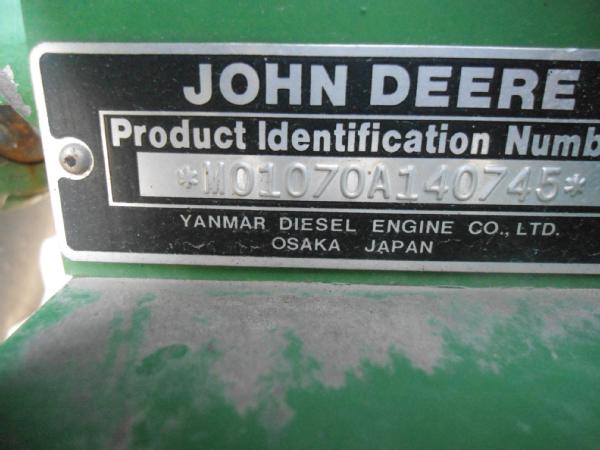 JOHN DEERE
Product Identification Numb
*M01070A140745*
YANMAR DIESEL ENGINE CO., LTD.
OSAKA JAPAN